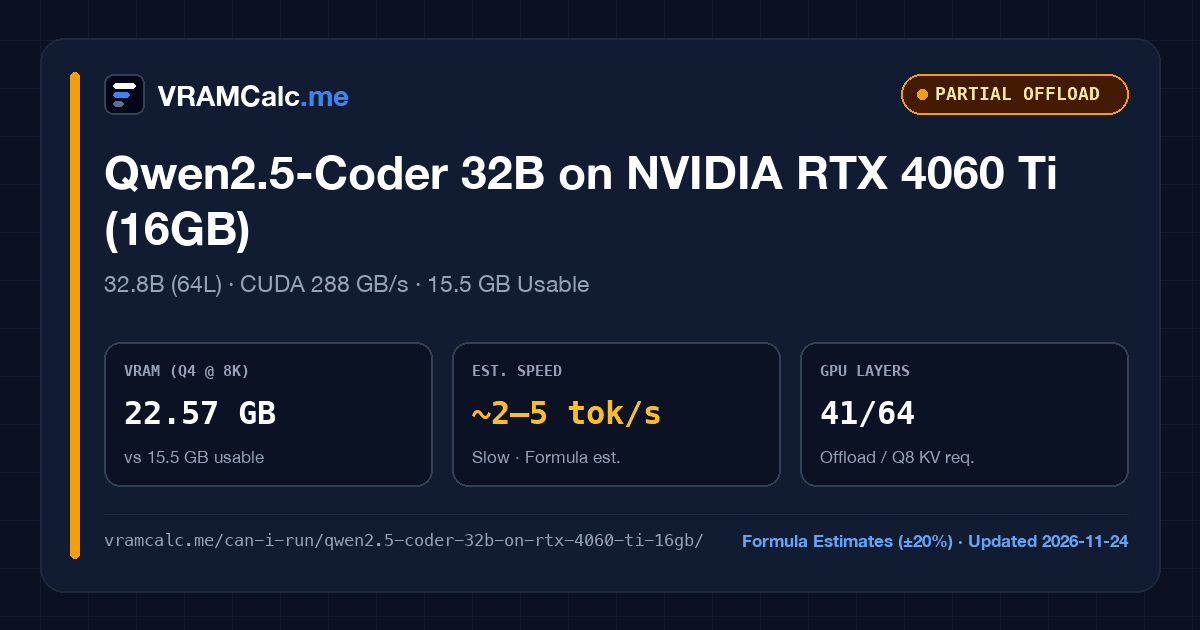 VRAMCalc.me
PARTIAL OFFLOAD
Qwen2.5-Coder 32B on NVIDIA RTX 4060 Ti
(16GB)
32.8B (64L) · CUDA 288 GB/s · 15.5 GB Usable
VRAM (Q4 @ 8K)
22.57 GB
vs 15.5 GB usable
EST. SPEED
~2–5 tok/s
Slow · Formula est.
GPU LAYERS
41/64
Offload / Q8 KV req.
vramcalc.me/can-i-run/qwen2.5-coder-32b-on-rtx-4060-ti-16gb/
Formula Estimates (±20%) · Updated 2026-11-24